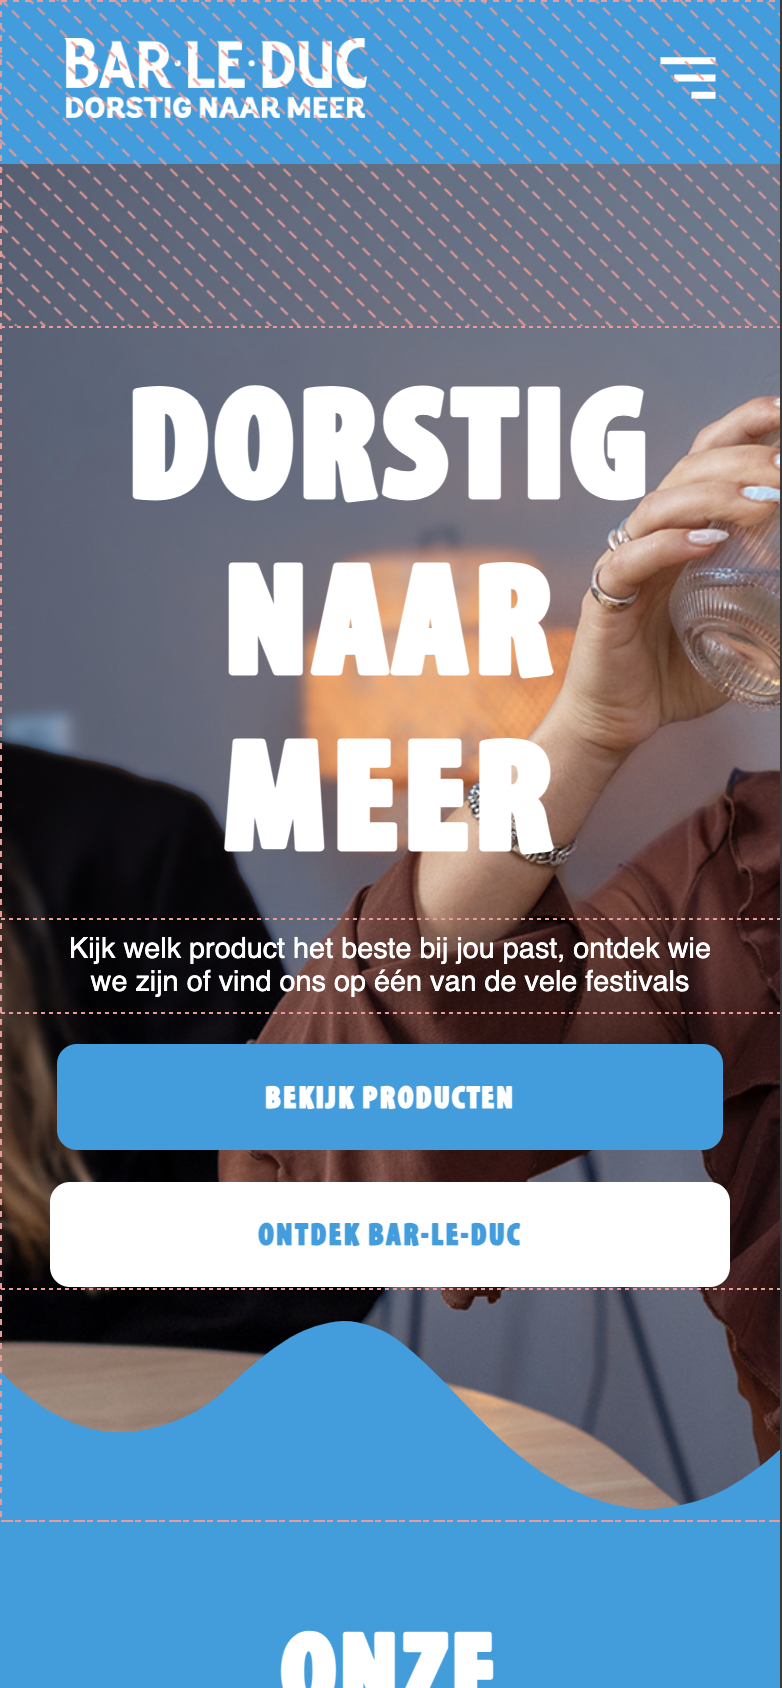 BAR·LE·DUC
DORSTIG NAAR MEER
DORSTIG
NAAR
MEER
Kijk welk product het beste bij jou past, ontdek wie
we zijn of vind ons op één van de vele festivals
BEKIJK PRODUCTEN
ONTDEK BAR-LE-DUC
ONZE